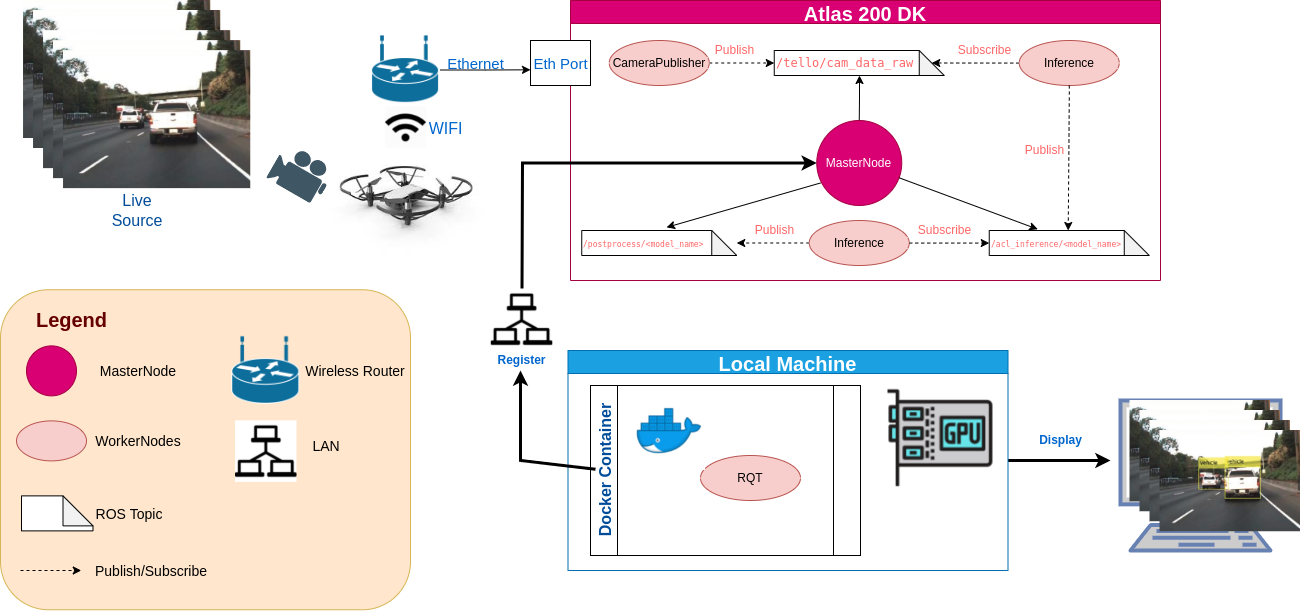 Atlas 200 DK
Ethernet
Eth Port
CameraPublisher
Publish
/tello/cam_data_raw
Subscribe
Inference
WIFI
MasterNode
Publish
Live
Source
/postprocess/<model_name>
Publish
Inference
Subscribe
/acl_inference/<model_name>
Register
Legend
MasterNode
Wireless Router
WorkerNodes
LAN
ROS Topic
Publish/Subscribe
Local Machine
Docker Container
RQT
GPU
Display
vehicle
vehicle